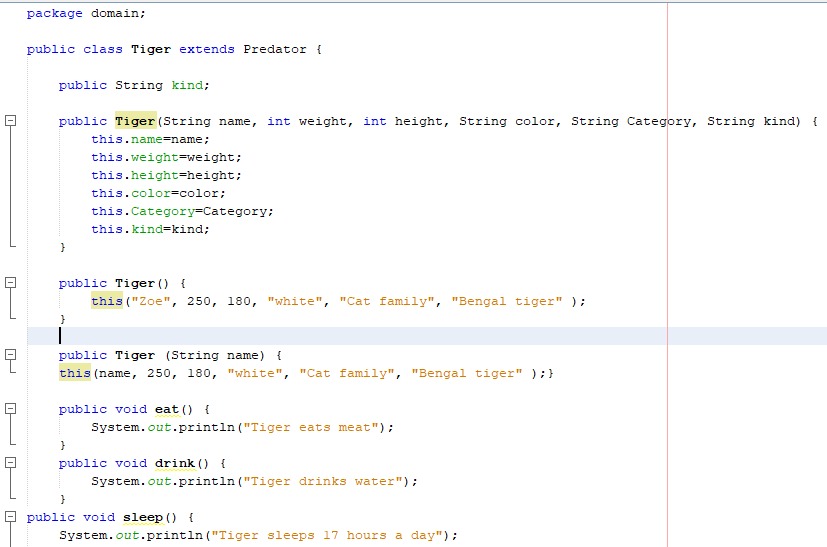 package domain;
public class Tiger extends Predator {
public String kind;
public Tiger(String name, int weight, int height, String color, String Category, String kind) {
this.name=name;
this.weight=weight;
this.height=height;
this.color=color;
this.Category=Category;
this.kind=kind;
}
public Tiger() {
this("Zoe", 250, 180, "white", "Cat family", "Bengal tiger" );
}
public Tiger (String name) {
this(name, 250, 180, "white", "Cat family", "Bengal tiger" );}
public void eat() {
System.out.println("Tiger eats meat");
}
public void drink() {
System.out.println("Tiger drinks water");
}
public void sleep() {
System.out.println("Tiger sleeps 17 hours a day");